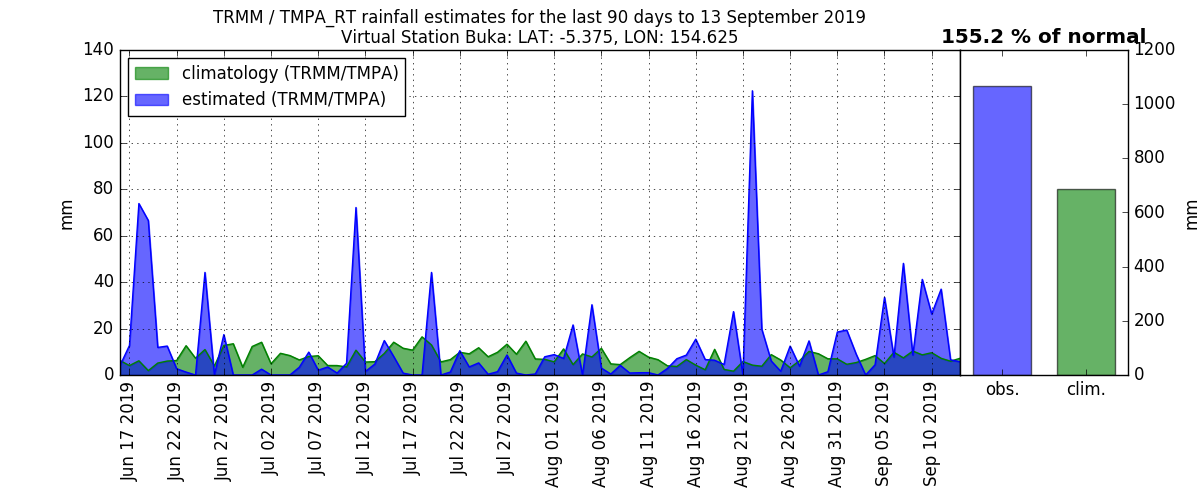 TRMM / TMPA_RT rainfall estimates for the last 90 days to 13 September 2019
Virtual Station Buka: LAT: -5.375, LON: 154.625
155.2 % of normal
climatology (TRMM/TMPA)
estimated (TRMM/TMPA)
140
120
100
80
60
40
20
0
mm
Jun 17 2019
Jun 22 2019
Jun 27 2019
Jul 02 2019
Jul 07 2019
Jul 12 2019
Jul 17 2019
Jul 22 2019
Jul 27 2019
Aug 01 2019
Aug 06 2019
Aug 11 2019
Aug 16 2019
Aug 21 2019
Aug 26 2019
Aug 31 2019
Sep 05 2019
Sep 10 2019
obs.
clim.
1200
1000
800
600
400
200
0
mm